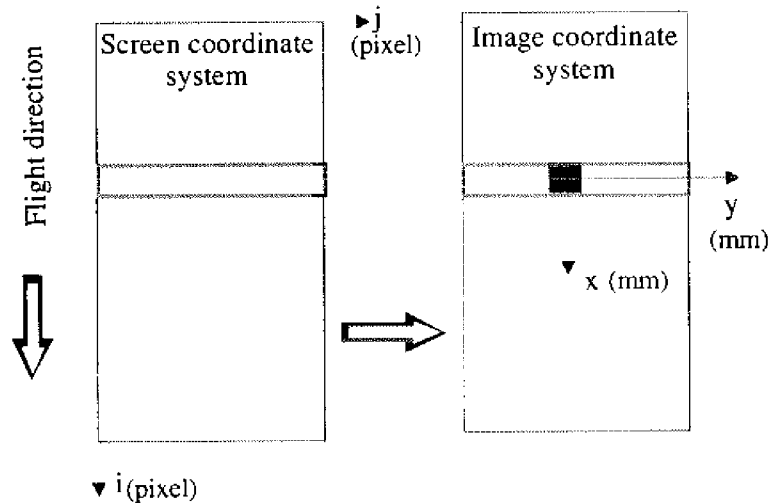 Screen coordinate
system
j
(pixel)
Image coordinate
system
Flight direction
y
(mm)
x (mm)
i (pixel)